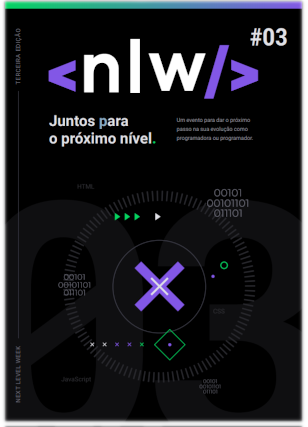 #03
<nlw/>
TERCEIRA EDIÇÃO
Juntos para
o próximo nível.
Um evento para dar o próximo
passo na sua evolução como
programadora ou programador.
HTML
00101
00101101
011101
00101
00101101
011101
CSS
JavaScript
00101
00101101
011101
NEXT LEVEL WEEK
03